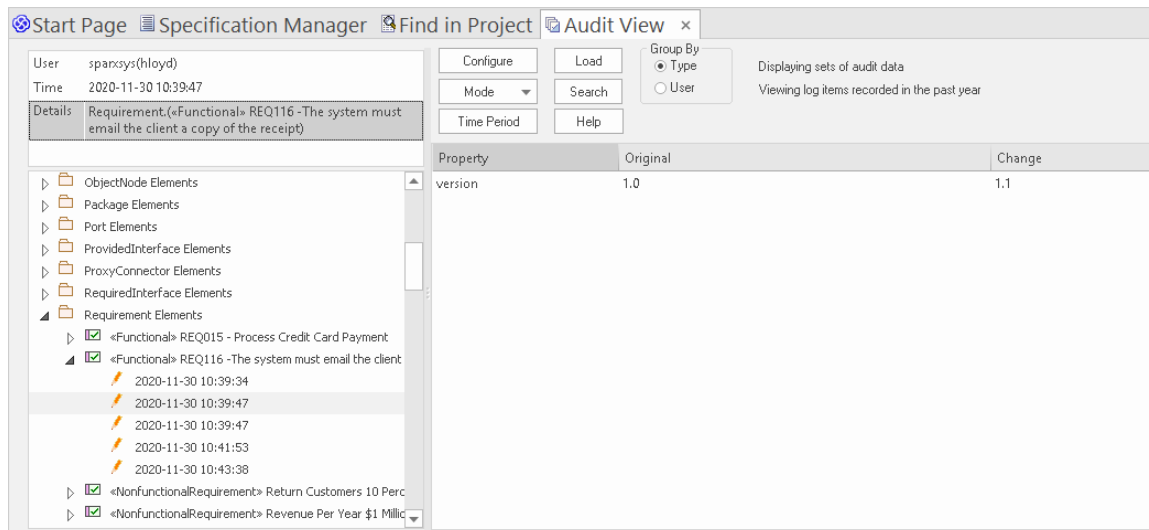 Start Page Specification Manager Find in Project Audit View ×
User sparxsys(hloyd)
Time 2020-11-30 10:39:47
Details Requirement.(«Functional» REQ116 -The system must
email the client a copy of the receipt)
Configure Load
Mode Search
Time Period Help
Group By
Type
User
Displaying sets of audit data
Viewing log items recorded in the past year
Property Original Change
version 1.0 1.1
ObjectNode Elements
Package Elements
Port Elements
ProvidedInterface Elements
ProxyConnector Elements
RequiredInterface Elements
Requirement Elements
«Functional» REQ015 - Process Credit Card Payment
«Functional» REQ116 -The system must email the client
2020-11-30 10:39:34
2020-11-30 10:39:47
2020-11-30 10:39:47
2020-11-30 10:41:53
2020-11-30 10:43:38
«NonfunctionalRequirement» Return Customers 10 Perc
«NonfunctionalRequirement» Revenue Per Year $1 Millic